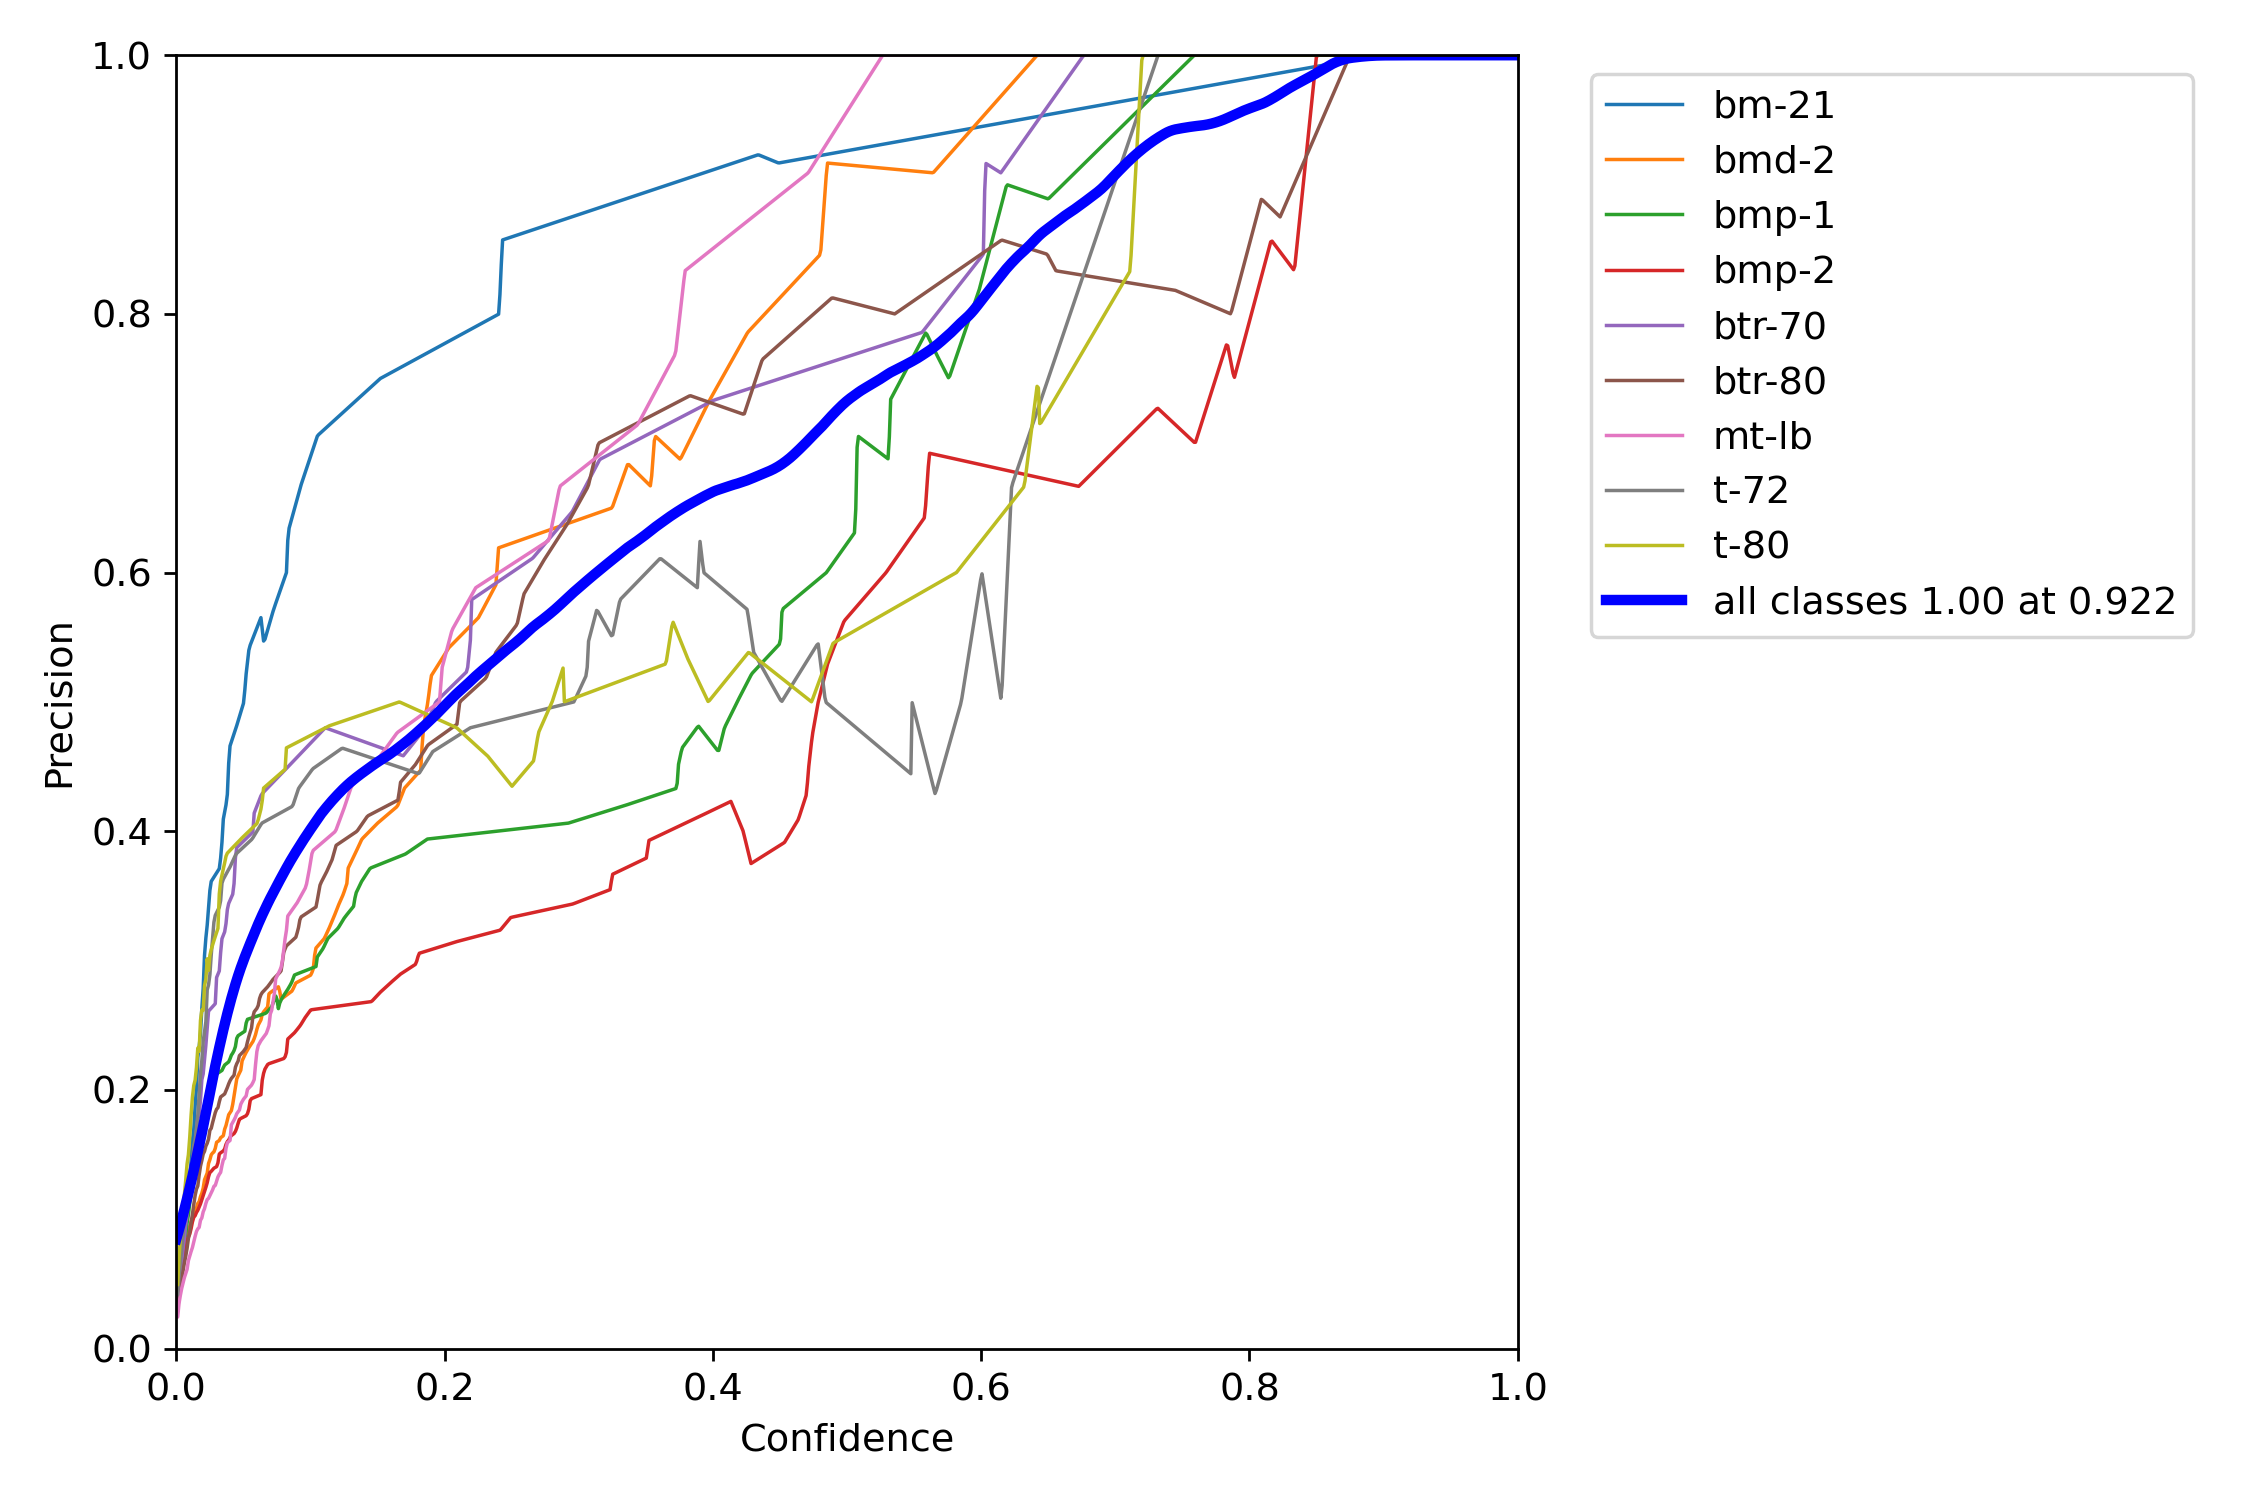 1.0
0.8
0.6
0.4
0.2
0.0
Precision
0.0 0.2 0.4 0.6 0.8 1.0
Confidence
bm-21
bmd-2
bmp-1
bmp-2
btr-70
btr-80
mt-lb
t-72
t-80
all classes 1.00 at 0.922